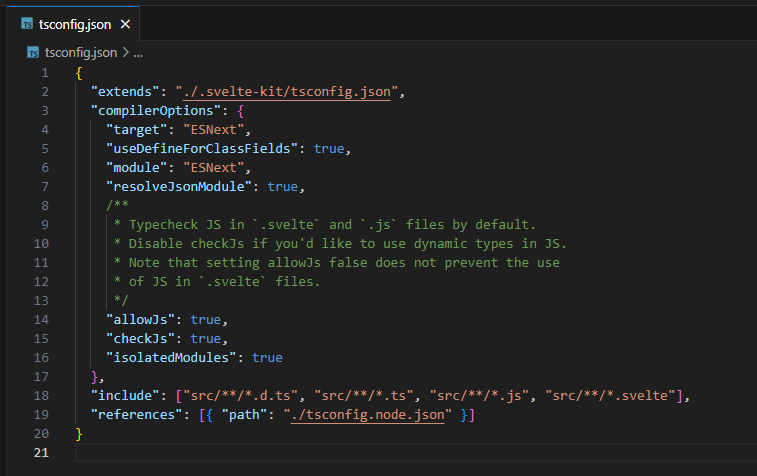 TS tsconfig.json ×
TS tsconfig.json > ...
1 {
2 "extends": "./.svelte-kit/tsconfig.json",
3 "compilerOptions": {
4 "target": "ESNext",
5 "useDefineForClassFields": true,
6 "module": "ESNext",
7 "resolveJsonModule": true,
8 /**
9 * Typecheck JS in `.svelte` and `.js` files by default.
10 * Disable checkJs if you'd like to use dynamic types in JS.
11 * Note that setting allowJs false does not prevent the use
12 * of JS in `.svelte` files.
13 */
14 "allowJs": true,
15 "checkJs": true,
16 "isolatedModules": true
17 },
18 "include": ["src/**/*.d.ts", "src/**/*.ts", "src/**/*.js", "src/**/*.svelte"],
19 "references": [{ "path": "./tsconfig.node.json" }]
20 }
21